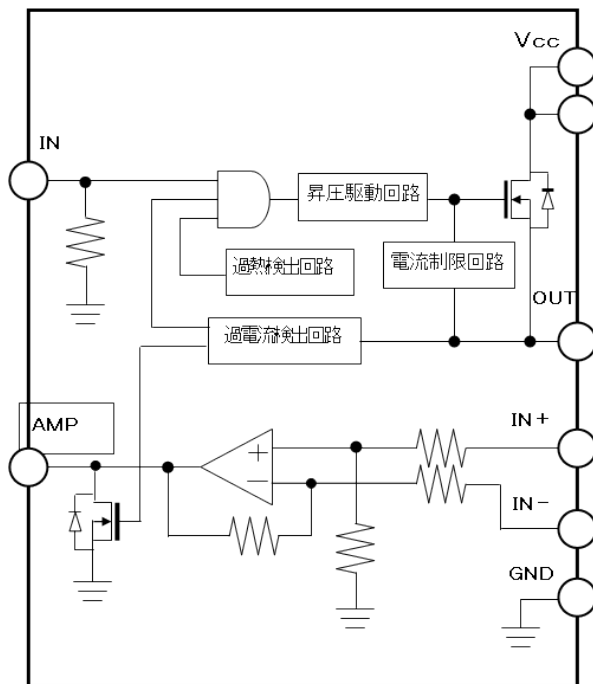 Vcc
IN
昇圧駆動回路
過熱検出回路
電流制限回路
OUT
過電流検出回路
AMP
IN+
+
−
IN−
GND